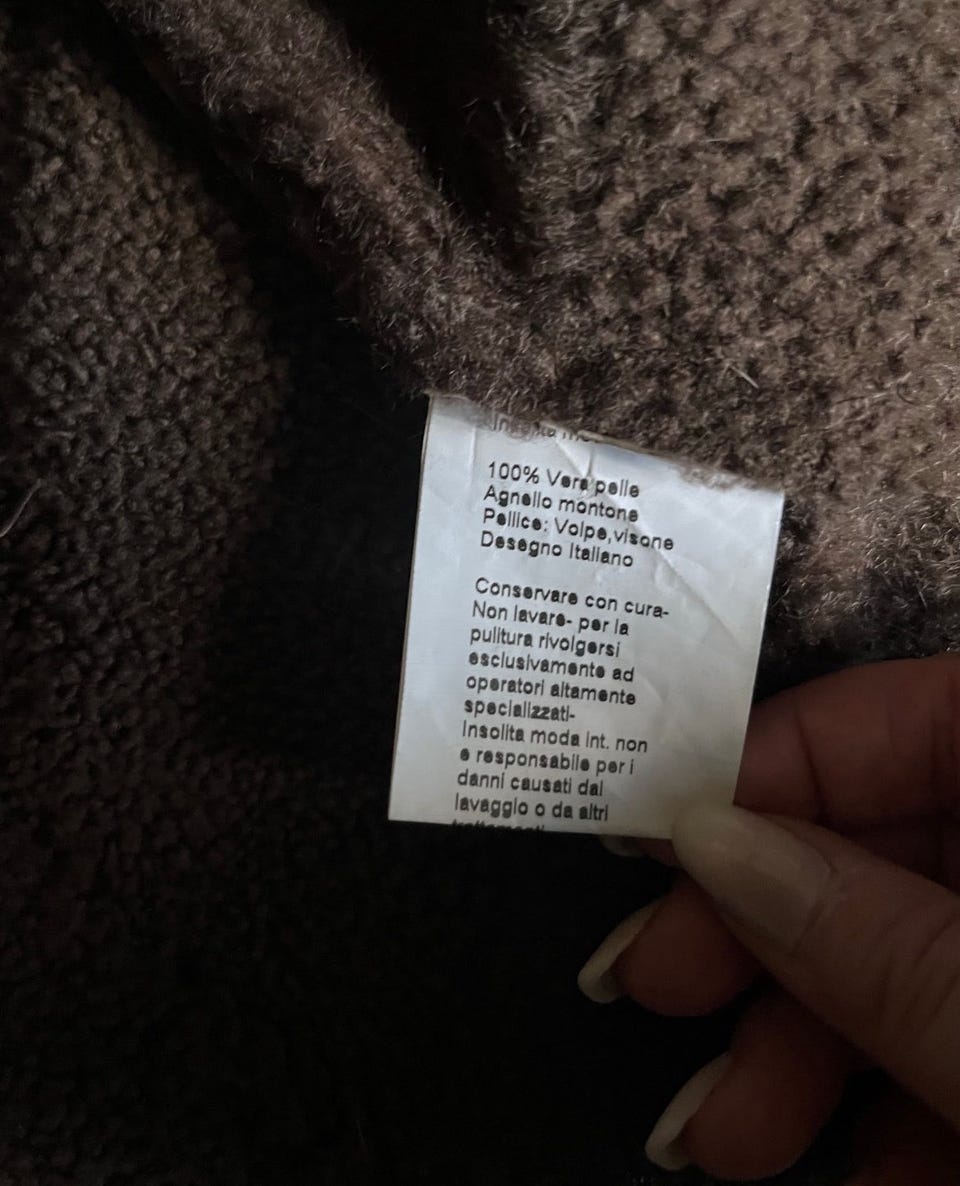 100% Vera pelle
Agnello montone
Pellice: Volpe,visone
Desegno Italiano
Conservare con cura-
Non lavare- per la
pulitura rivolgersi
esclusivamente ad
operatori altamente
specializzati-
Insolita moda int. non
e responsabile per i
danni causati dal
lavaggio o da altri